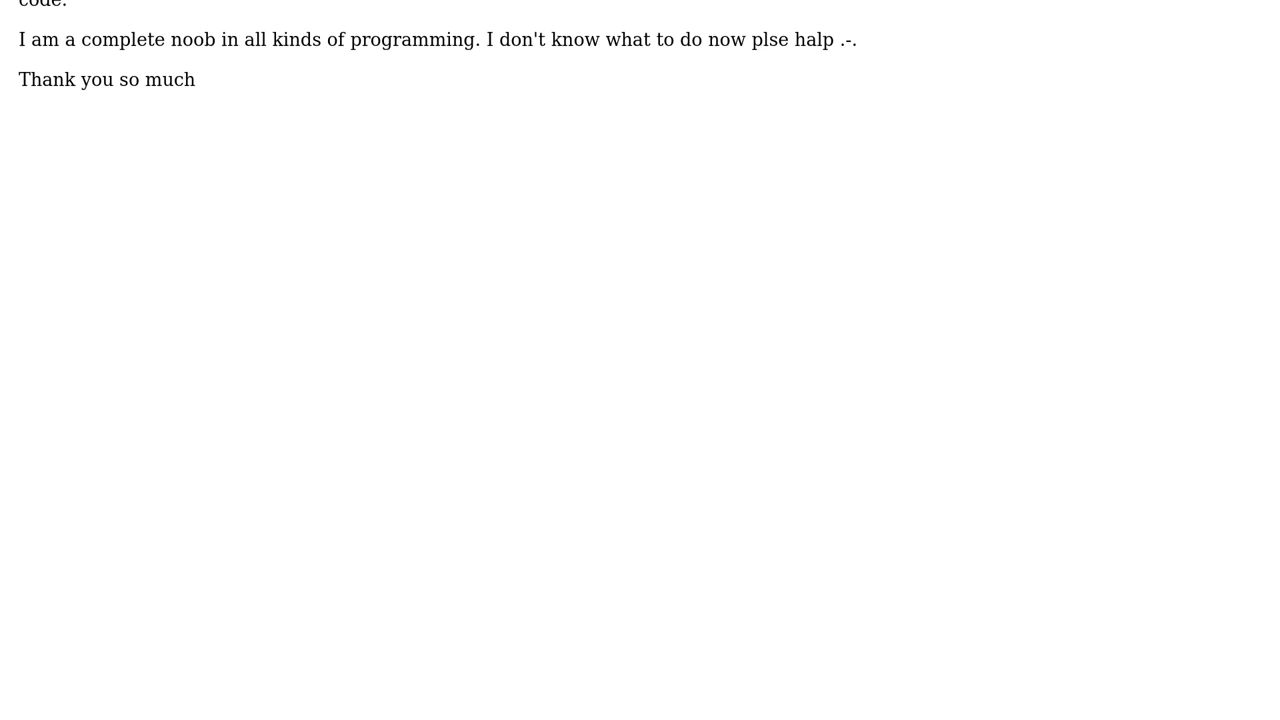 code.
I am a complete noob in all kinds of programming. I don't know what to do now plse halp .-.
Thank you so much